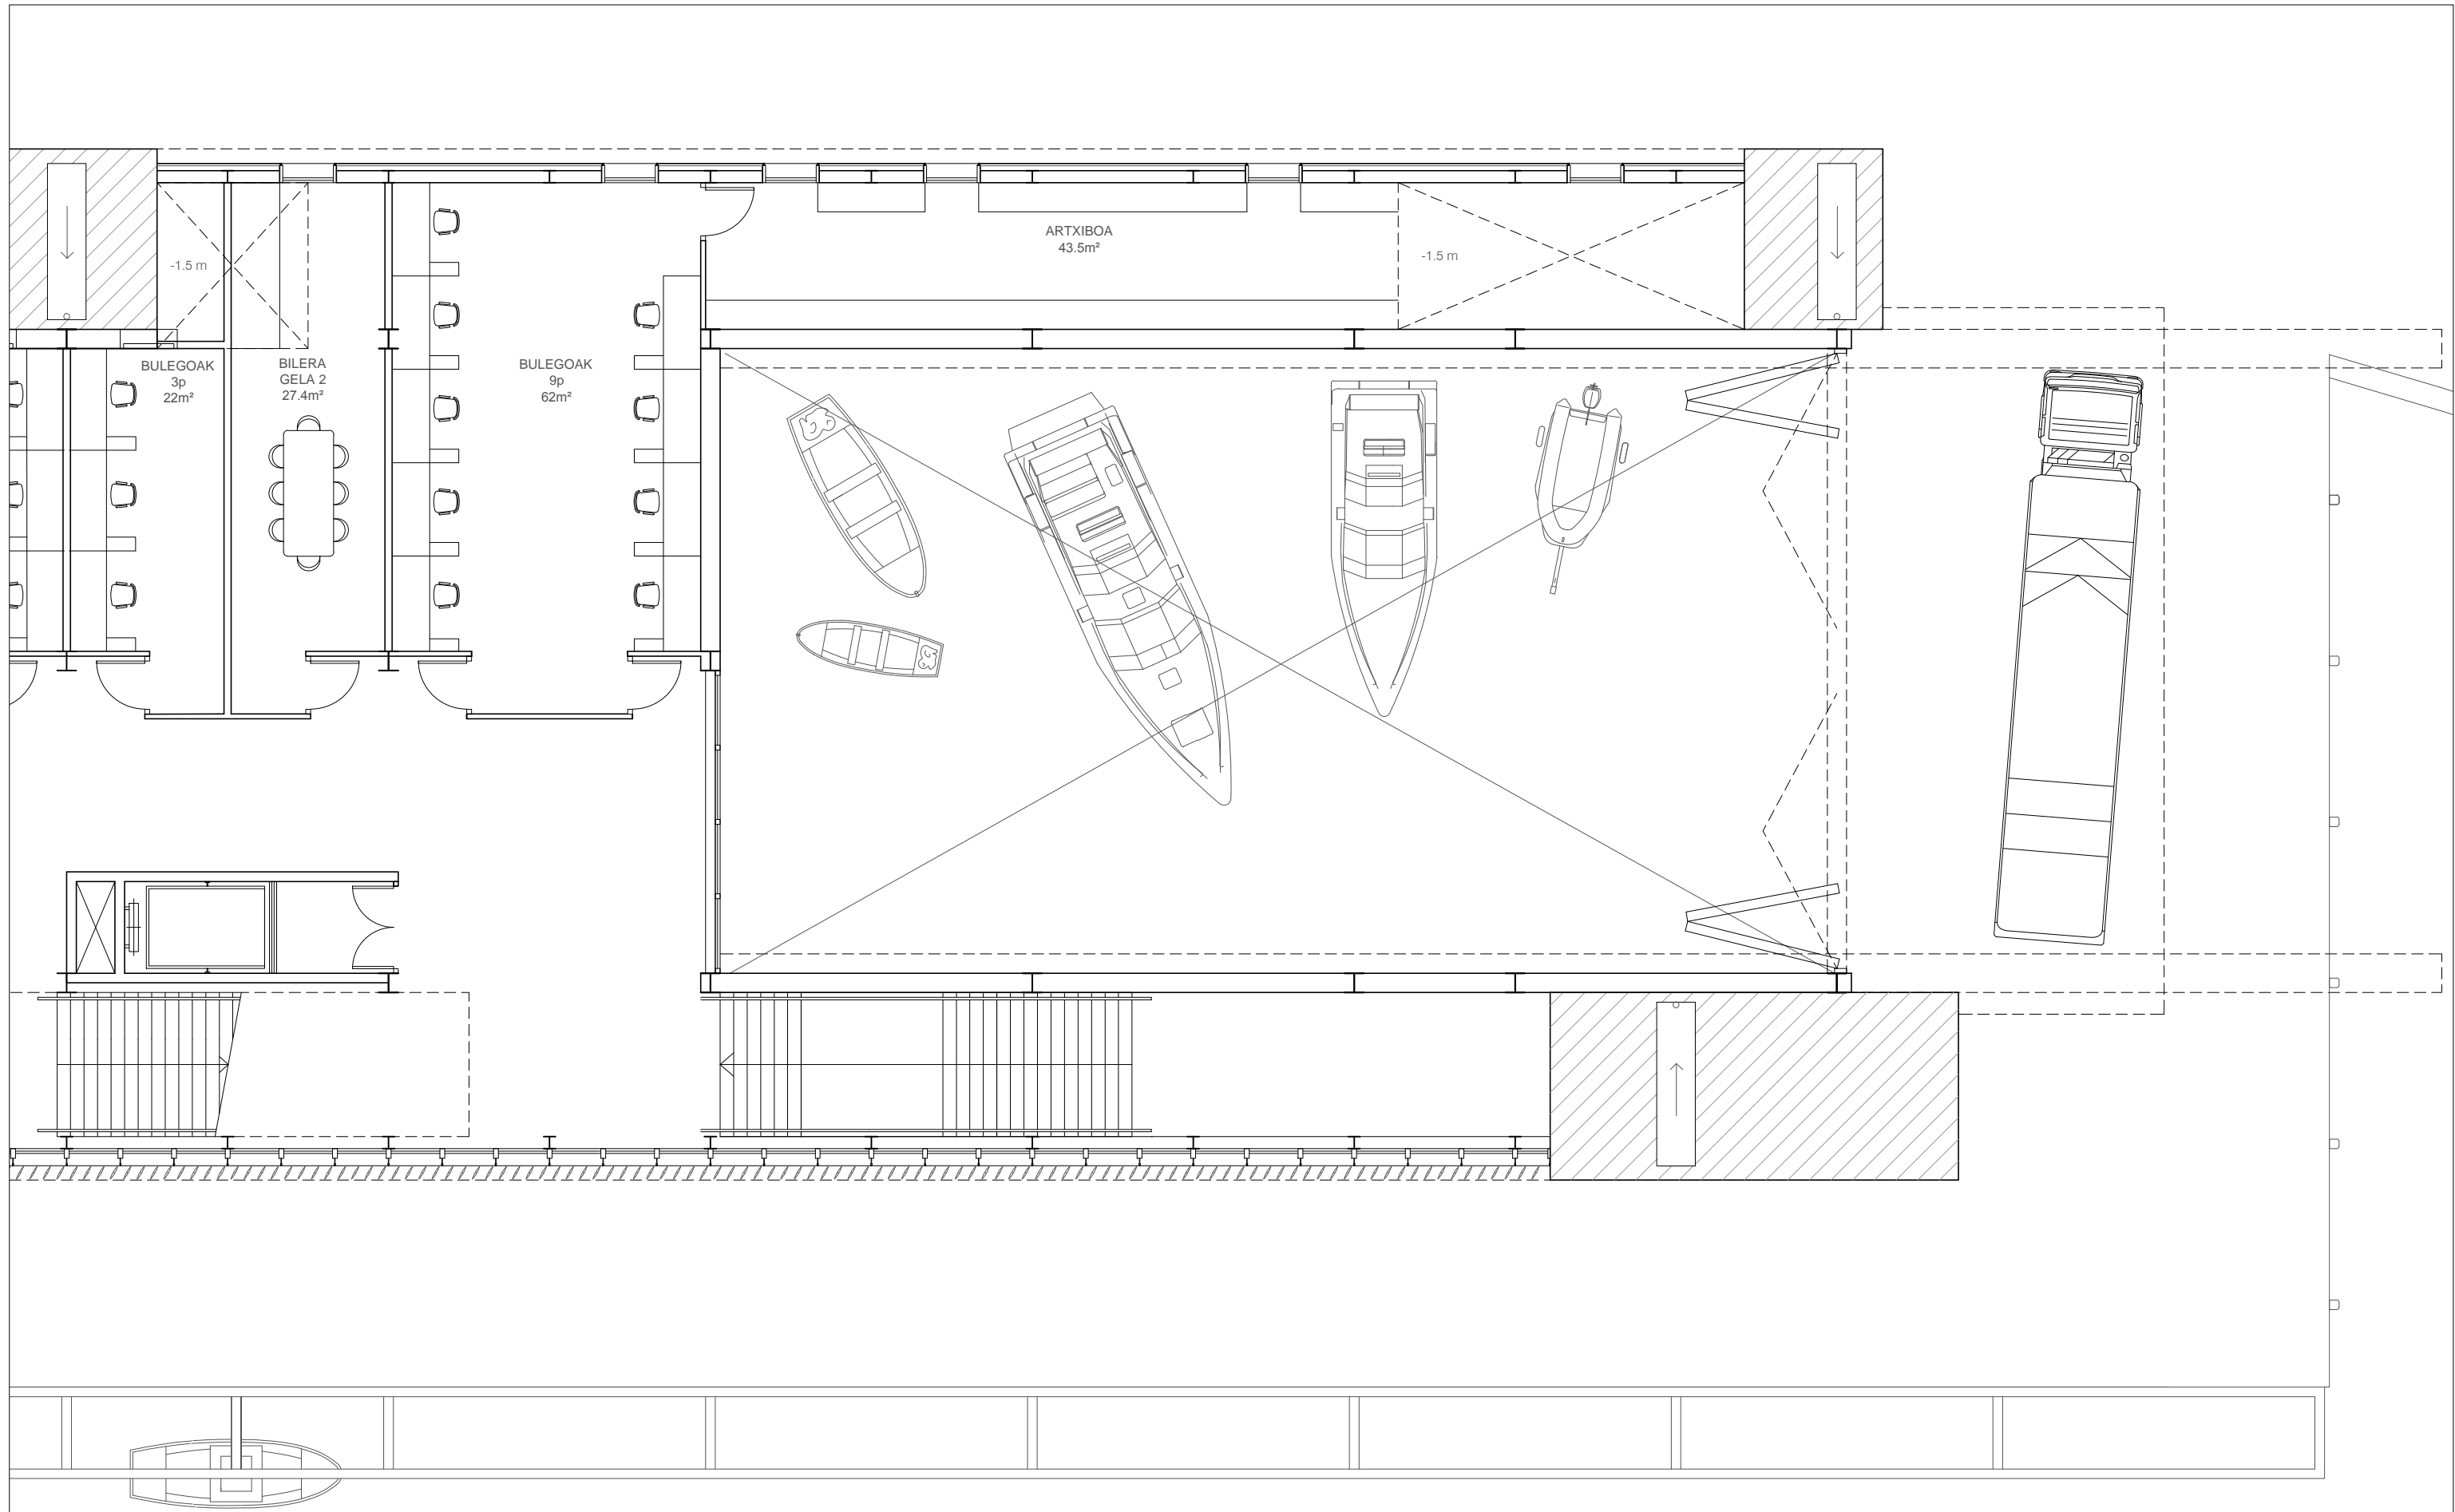 -1.5 m
BULEGOAK
3p
22m²
BILERA
GELA 2
27.4m²
BULEGOAK
9p
62m²
ARTXIBOA
43.5m²
-1.5 m